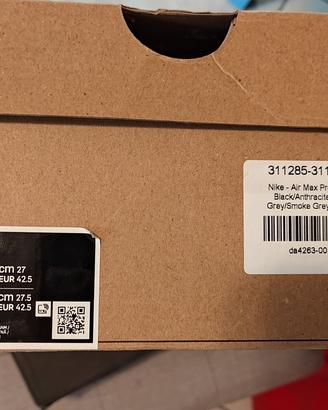 311285-311
Nike - Air Max Pr
Black/Anthracite
Grey/Smoke Grey
da4263-00
cm 27
EUR 42.5
cm 27.5
EUR 42.5